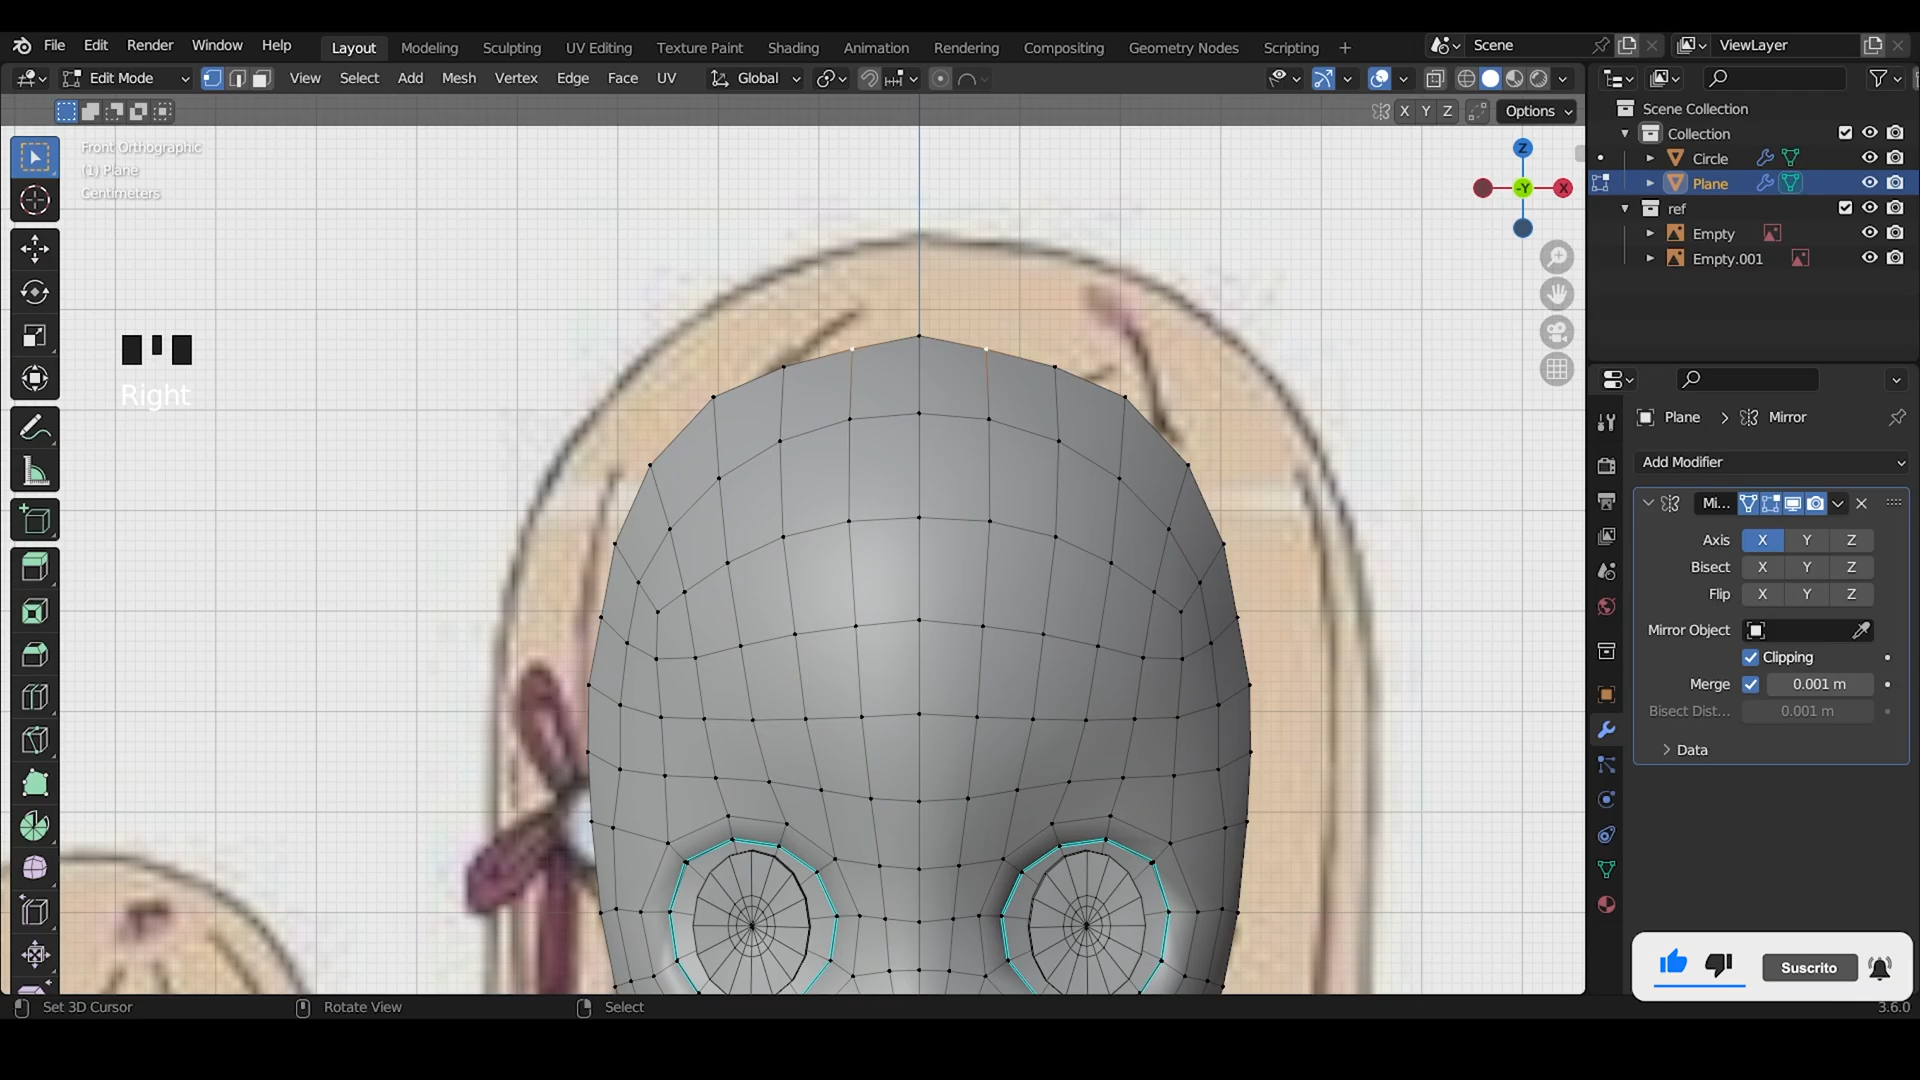 File Edit Render Window Help Layout Modeling Sculpting UV Editing Texture Paint Shading Animation Rendering Compositing Geometry Nodes Scripting + Scene ViewLayer
Edit Mode View Select Add Mesh Vertex Edge Face UV Global
X Y Z Options
Scene Collection
Collection
Circle
Plane
ref
Empty
Empty.001
Front Orthographic
(1) Plane
Centimeters
Z
-Y
X
Right
Plane > Mirror
Add Modifier
Mi...
Axis X Y Z
Bisect X Y Z
Flip X Y Z
Mirror Object
Clipping
Merge 0.001 m
Bisect Dist... 0.001 m
Data
Suscrito
Set 3D Cursor Rotate View Select 3.6.0